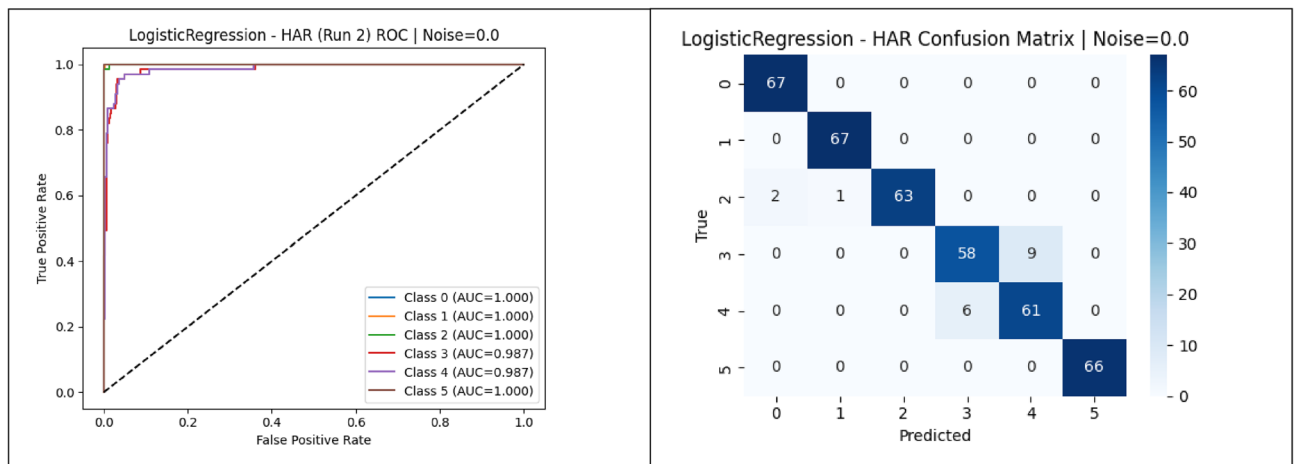 LogisticRegression - HAR (Run 2) ROC | Noise=0.0
1.0
0.8
0.6
0.4
0.2
0.0
True Positive Rate
0.0 0.2 0.4 0.6 0.8 1.0
False Positive Rate
Class 0 (AUC=1.000)
Class 1 (AUC=1.000)
Class 2 (AUC=1.000)
Class 3 (AUC=0.987)
Class 4 (AUC=0.987)
Class 5 (AUC=1.000)
LogisticRegression - HAR Confusion Matrix | Noise=0.0
True
0 67 0 0 0 0 0
1 0 67 0 0 0 0
2 2 1 63 0 0 0
3 0 0 0 58 9 0
4 0 0 0 6 61 0
5 0 0 0 0 0 66
0 1 2 3 4 5
Predicted
60
50
40
30
20
10
0